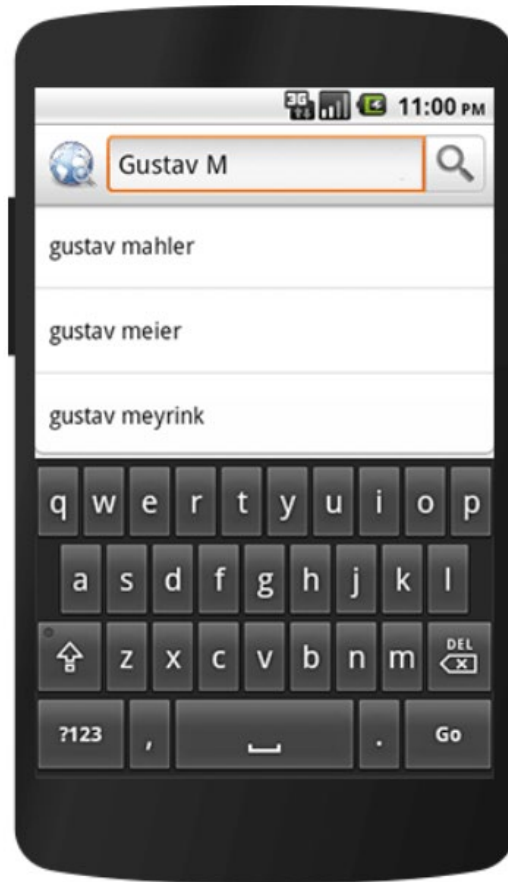 3G 11:00 PM
Gustav M
gustav mahler
gustav meier
gustav meyrink
q w e r t y u i o p
a s d f g h j k l
z x c v b n m DEL
?123 , . Go